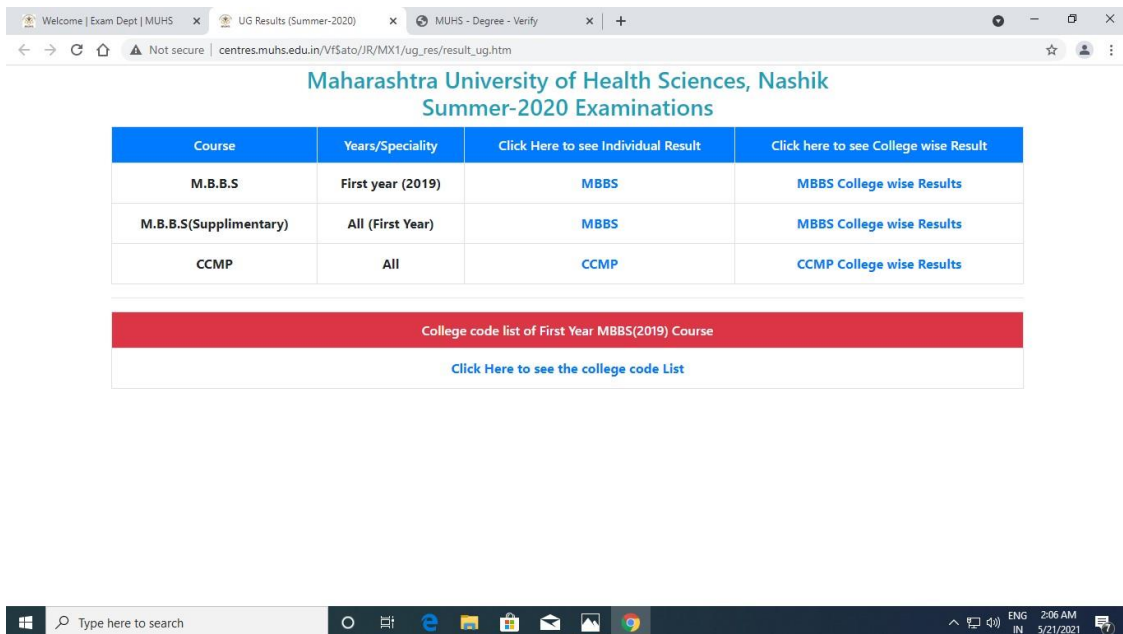 Welcome | Exam Dept | MUHS
UG Results (Summer-2020)
MUHS - Degree - Verify
Not secure | centres.muhs.edu.in/Vf$ato/JR/MX1/ug_res/result_ug.htm
Maharashtra University of Health Sciences, Nashik
Summer-2020 Examinations
Course Years/Speciality Click Here to see Individual Result Click here to see College wise Result
M.B.B.S First year (2019) MBBS MBBS College wise Results
M.B.B.S(Supplimentary) All (First Year) MBBS MBBS College wise Results
CCMP All CCMP CCMP College wise Results
College code list of First Year MBBS(2019) Course
Click Here to see the college code List
Type here to search
ENG 2:06 AM
IN 5/21/2021
7